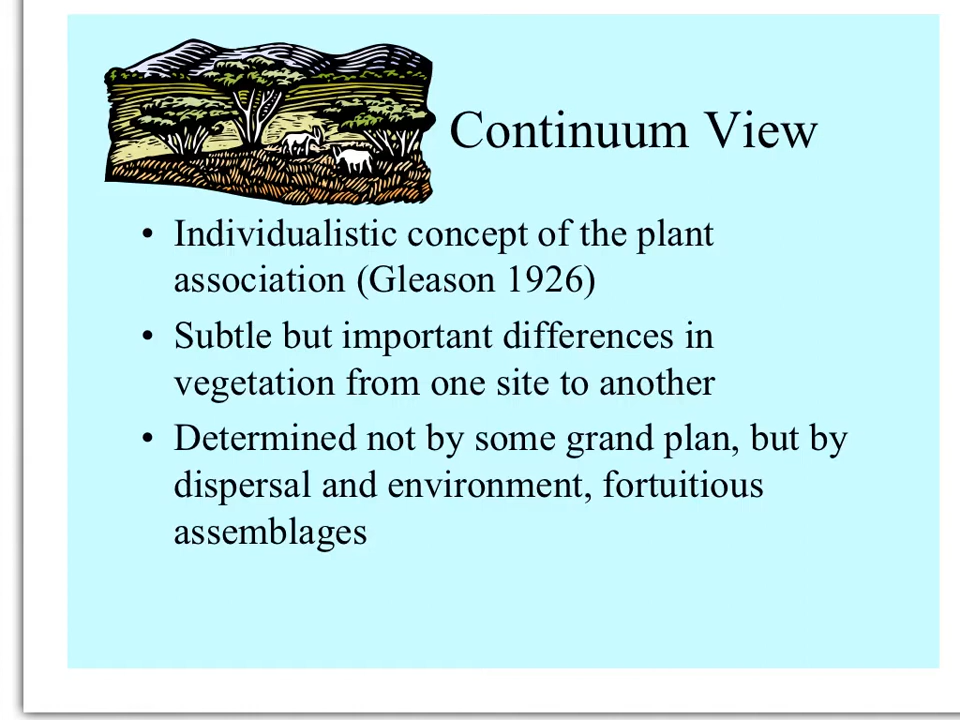 Continuum View
• Individualistic concept of the plant
association (Gleason 1926)
• Subtle but important differences in
vegetation from one site to another
• Determined not by some grand plan, but by
dispersal and environment, fortuitious
assemblages